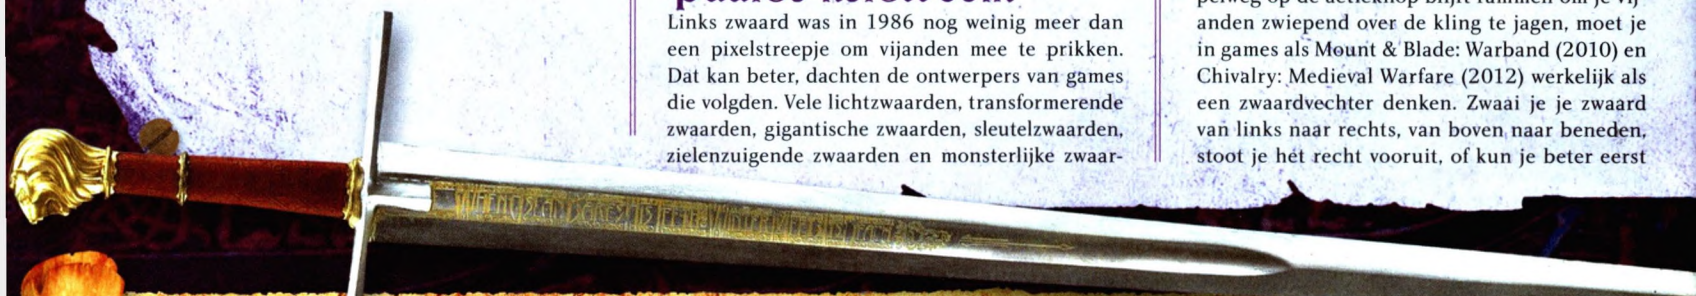 Links zwaard was in 1986 nog weinig meer dan
een pixelstreepje om vijanden mee te prikken.
Dat kan beter, dachten de ontwerpers van games
die volgden. Vele lichtzwaarden, transformerende
zwaarden, gigantische zwaarden, sleutelzwaarden,
zielenzuigende zwaarden en monsterlijke zwaar-
anden zwiepend over de kling te jagen, moet je
in games als Mount & Blade: Warband (2010) en
Chivalry: Medieval Warfare (2012) werkelijk als
een zwaardvechter denken. Zwaai je je zwaard
van links naar rechts, van boven naar beneden,
stoot je het recht vooruit, of kun je beter eerst